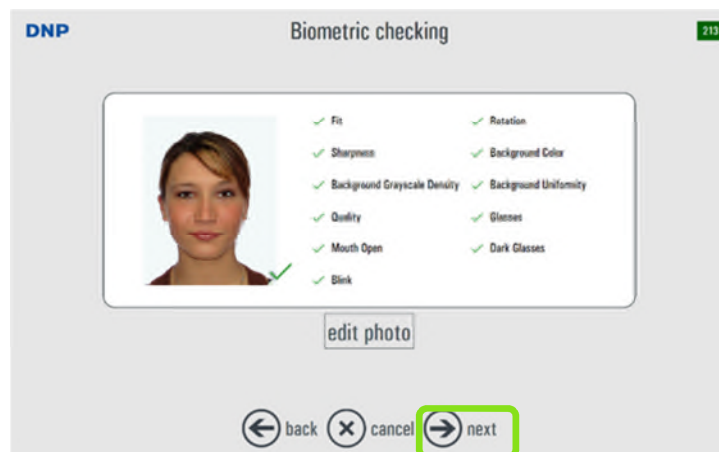 DNP
Biometric checking
213
Fit
Rotation
Sharpness
Background Color
Background Grayscale Density
Background Uniformity
Quality
Glasses
Mouth Open
Dark Glasses
Blink
edit photo
back
cancel
next